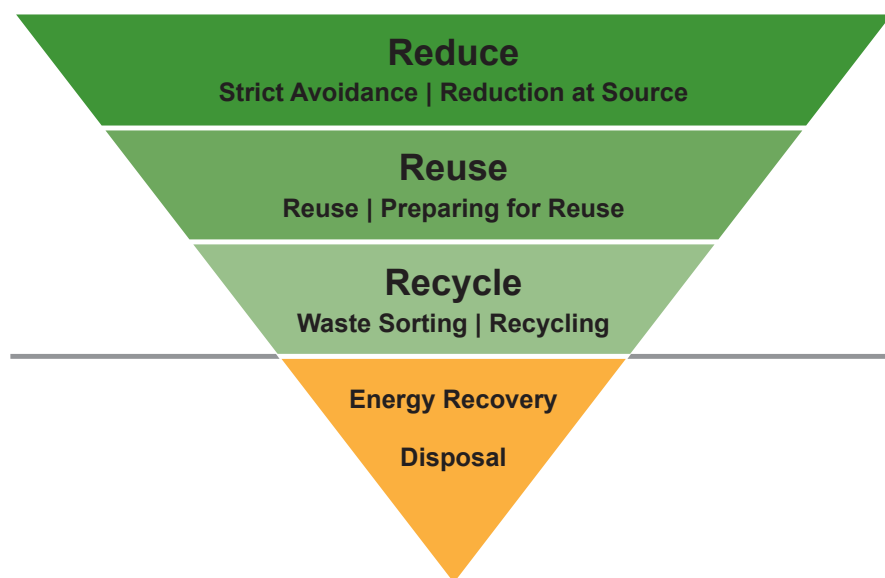 Reduce
Strict Avoidance | Reduction at Source
Reuse
Reuse | Preparing for Reuse
Recycle
Waste Sorting | Recycling
Energy Recovery
Disposal